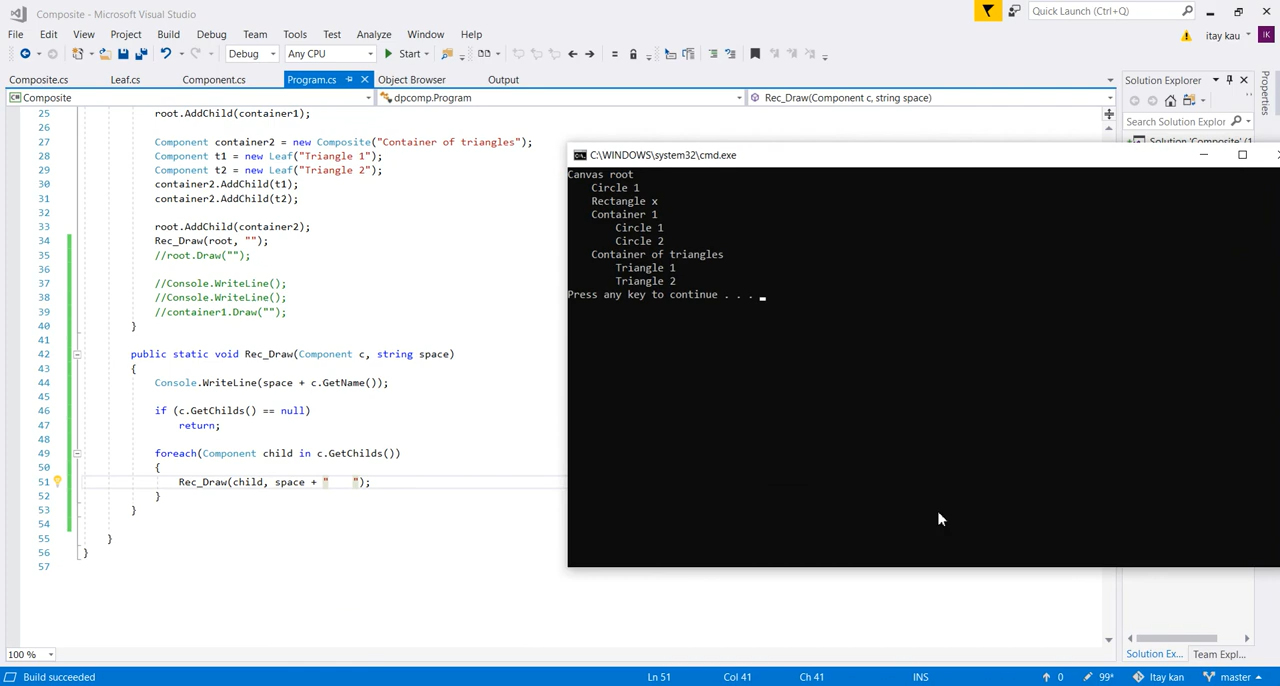 Composite - Microsoft Visual Studio
Quick Launch (Ctrl+Q)
File Edit View Project Build Debug Team Tools Test Analyze Window Help
itay kau IK
Debug Any CPU Start
Composite.cs Leaf.cs Component.cs Program.cs Object Browser Output
Solution Explorer
Properties
Composite dpcomp.Program Rec_Draw(Component c, string space)
Search Solution Explor
Solution 'Composite' (1
25 root.AddChild(container1);
26
27 Component container2 = new Composite("Container of triangles");
28 Component t1 = new Leaf("Triangle 1");
29 Component t2 = new Leaf("Triangle 2");
30 container2.AddChild(t1);
31 container2.AddChild(t2);
32
33 root.AddChild(container2);
34 Rec_Draw(root, "");
35 //root.Draw("");
36
37 //Console.WriteLine();
38 //Console.WriteLine();
39 //container1.Draw("");
40 }
41
42 public static void Rec_Draw(Component c, string space)
43 {
44 Console.WriteLine(space + c.GetName());
45
46 if (c.GetChilds() == null)
47 return;
48
49 foreach(Component child in c.GetChilds())
50 {
51 Rec_Draw(child, space + "    ");
52 }
53 }
54
55 }
56 }
57
C:\WINDOWS\system32\cmd.exe
Canvas root
    Circle 1
    Rectangle x
    Container 1
        Circle 1
        Circle 2
    Container of triangles
        Triangle 1
        Triangle 2
Press any key to continue . . .
100 %
Solution Ex... Team Expl...
Build succeeded Ln 51 Col 41 Ch 41 INS 0 99* Itay kan master